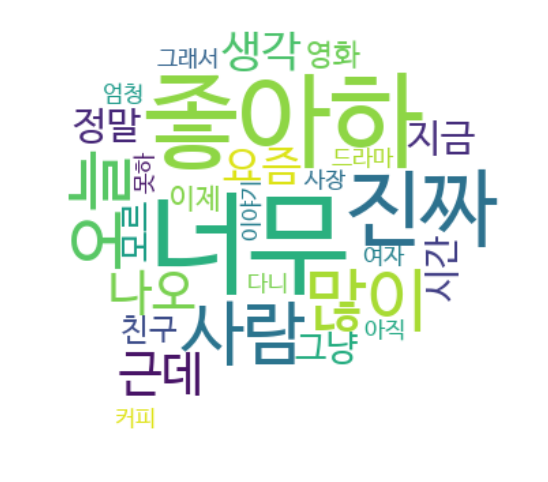 그래서
생각
영화
엄청
좋아하
정말
지금
요즘
드라마
오늘
못하
모르
이제
이야기
사장
진짜
너무
여자
시간
나오
다니
많이
친구
사람
그냥
아직
근데
커피